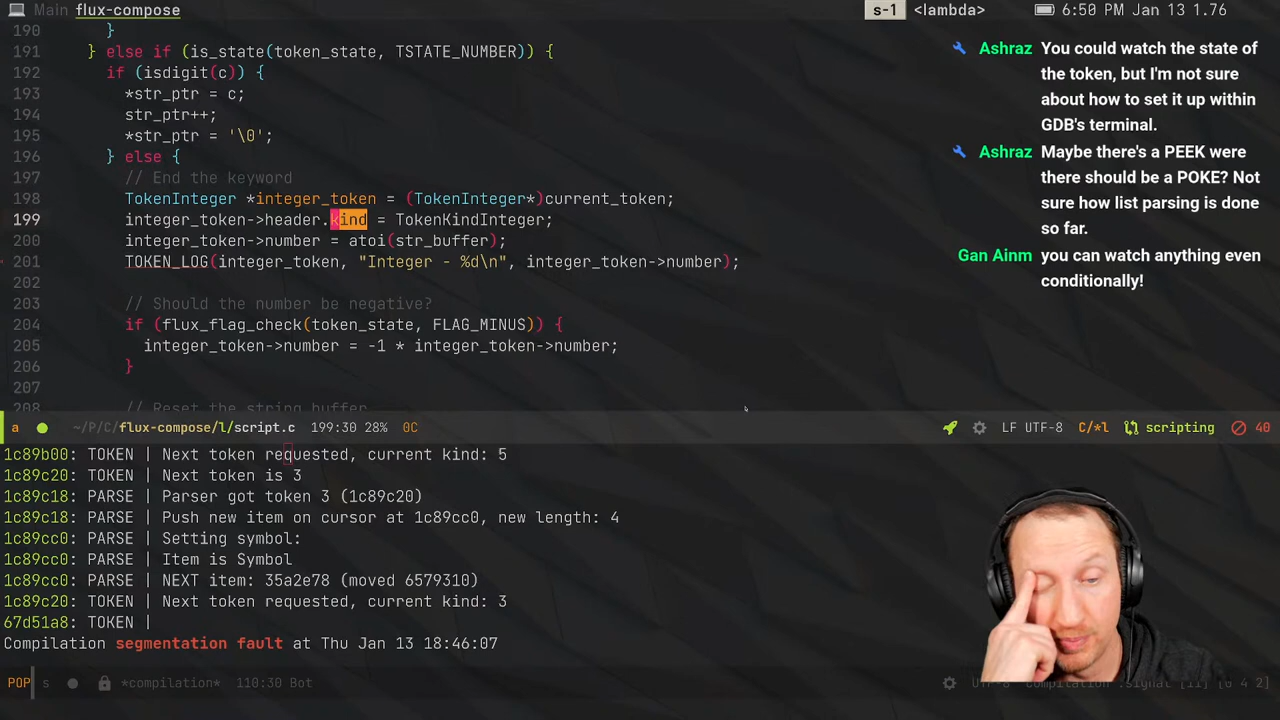 Main flux-compose s-1 <lambda> 6:50 PM Jan 13 1.76
190 }
191 } else if (is_state(token_state, TSTATE_NUMBER)) {
192 if (isdigit(c)) {
193 *str_ptr = c;
194 str_ptr++;
195 *str_ptr = '\0';
196 } else {
197 // End the keyword
198 TokenInteger *integer_token = (TokenInteger*)current_token;
199 integer_token->header.kind = TokenKindInteger;
200 integer_token->number = atoi(str_buffer);
201 TOKEN_LOG(integer_token, "Integer - %d\n", integer_token->number);
202
203 // Should the number be negative?
204 if (flux_flag_check(token_state, FLAG_MINUS)) {
205 integer_token->number = -1 * integer_token->number;
206 }
207
208 // Reset the string buffer
a ~/P/C/flux-compose/l/script.c 199:30 28% 0C LF UTF-8 C/*l scripting 40
1c89b00: TOKEN | Next token requested, current kind: 5
1c89c20: TOKEN | Next token is 3
1c89c18: PARSE | Parser got token 3 (1c89c20)
1c89c18: PARSE | Push new item on cursor at 1c89cc0, new length: 4
1c89cc0: PARSE | Setting symbol:
1c89cc0: PARSE | Item is Symbol
1c89cc0: PARSE | NEXT item: 35a2e78 (moved 6579310)
1c89c20: TOKEN | Next token requested, current kind: 3
67d51a8: TOKEN |
Compilation segmentation fault at Thu Jan 13 18:46:07
POP s *compilation* 110:30 Bot UTF-8 compilation :signal [11] [0 4 2]
Ashraz You could watch the state of
the token, but I'm not sure
about how to set it up within
GDB's terminal.
Ashraz Maybe there's a PEEK were
there should be a POKE? Not
sure how list parsing is done
so far.
Gan Ainm you can watch anything even
conditionally!